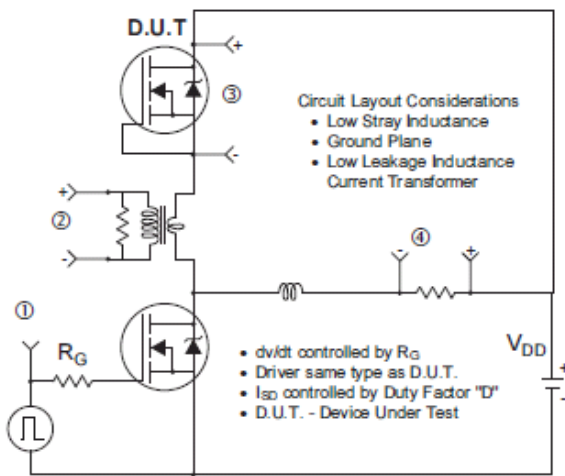 D.U.T
+
③
-
Circuit Layout Considerations
• Low Stray Inductance
• Ground Plane
• Low Leakage Inductance
Current Transformer
+
②
-
④
- +
①
R_G
• dv/dt controlled by R_G
• Driver same type as D.U.T.
• I_SD controlled by Duty Factor "D"
• D.U.T. - Device Under Test
V_DD
+
-